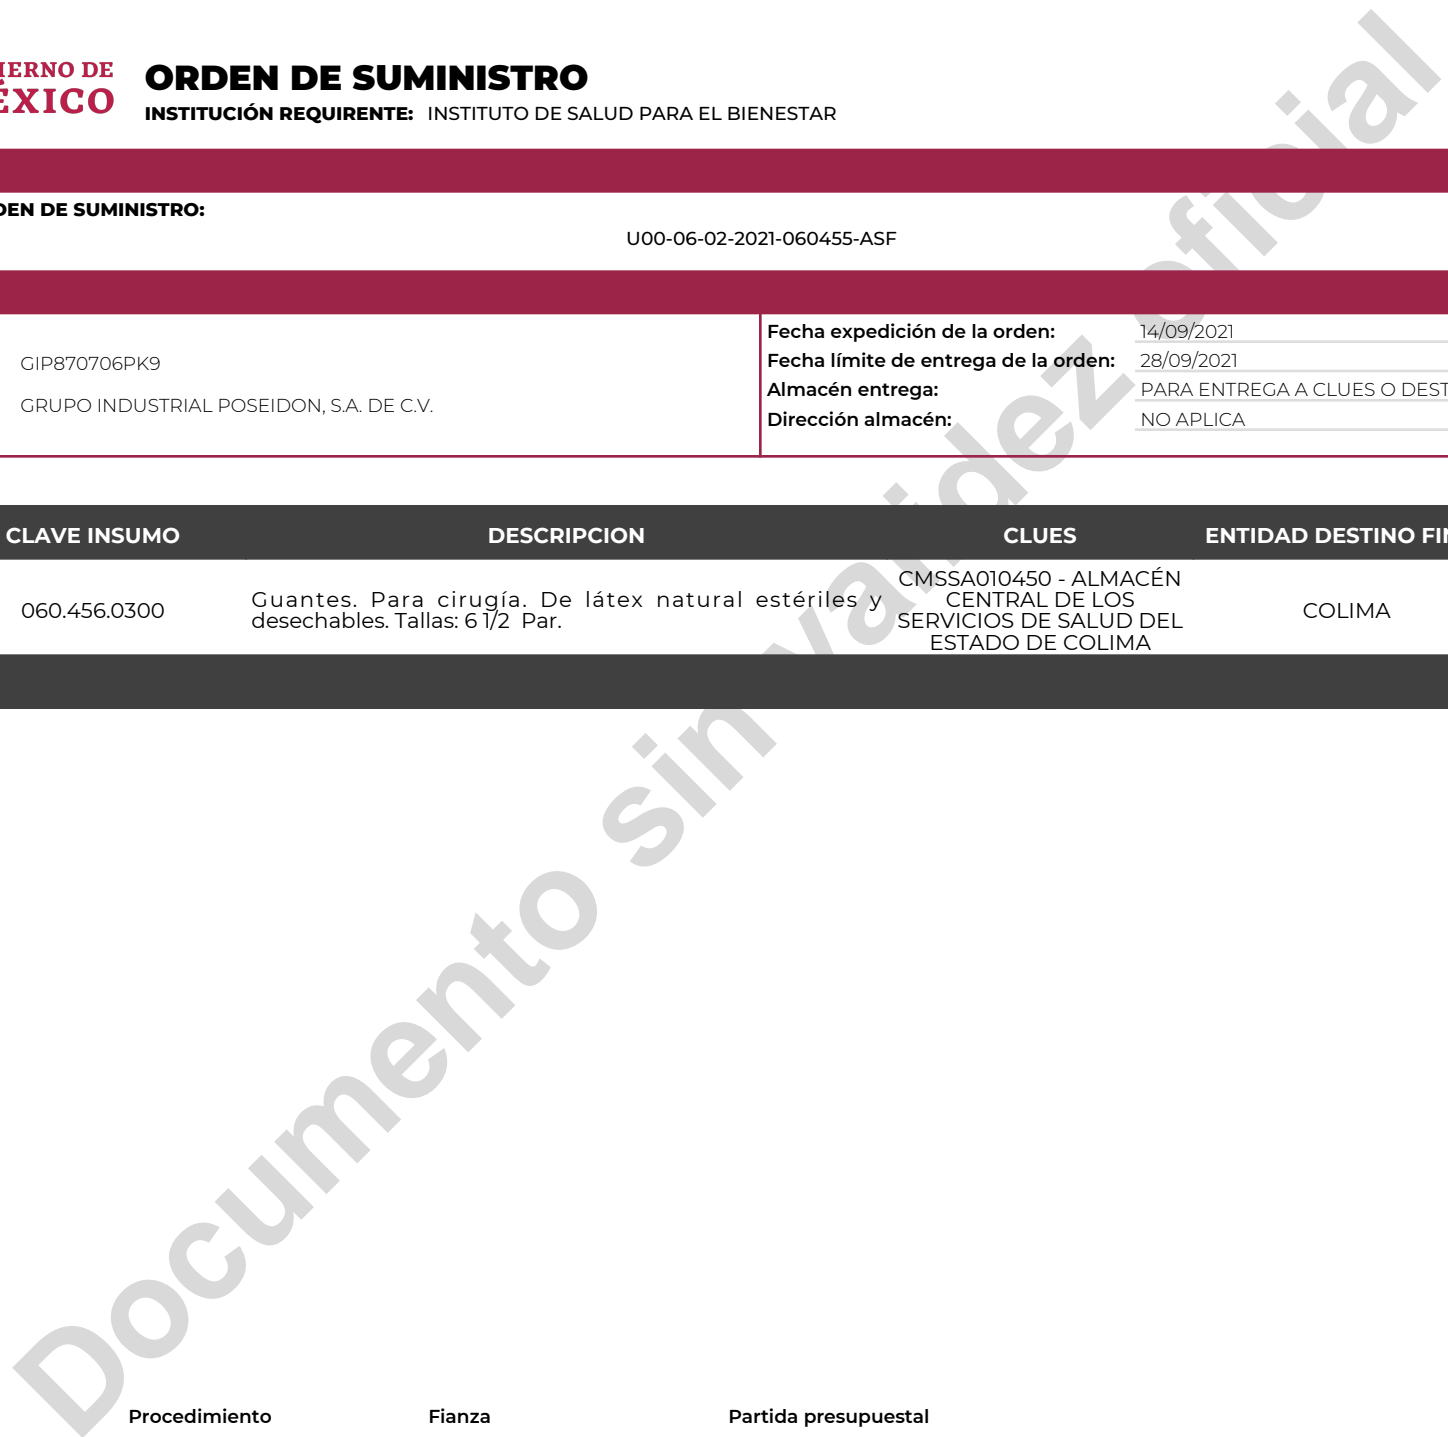 IERNO DE
ÉXICO
ORDEN DE SUMINISTRO
INSTITUCIÓN REQUIRENTE: INSTITUTO DE SALUD PARA EL BIENESTAR
DEN DE SUMINISTRO:
U00-06-02-2021-060455-ASF
GIP870706PK9
GRUPO INDUSTRIAL POSEIDON, S.A. DE C.V.
Fecha expedición de la orden: 14/09/2021
Fecha límite de entrega de la orden: 28/09/2021
Almacén entrega: PARA ENTREGA A CLUES O DEST
Dirección almacén: NO APLICA
CLAVE INSUMO DESCRIPCION CLUES ENTIDAD DESTINO FIN
060.456.0300
Guantes. Para cirugía. De látex natural estériles y
desechables. Tallas: 6 1/2 Par.
CMSSA010450 - ALMACÉN
CENTRAL DE LOS
SERVICIOS DE SALUD DEL
ESTADO DE COLIMA
COLIMA
Documento sin validez oficial
Procedimiento Fianza Partida presupuestal